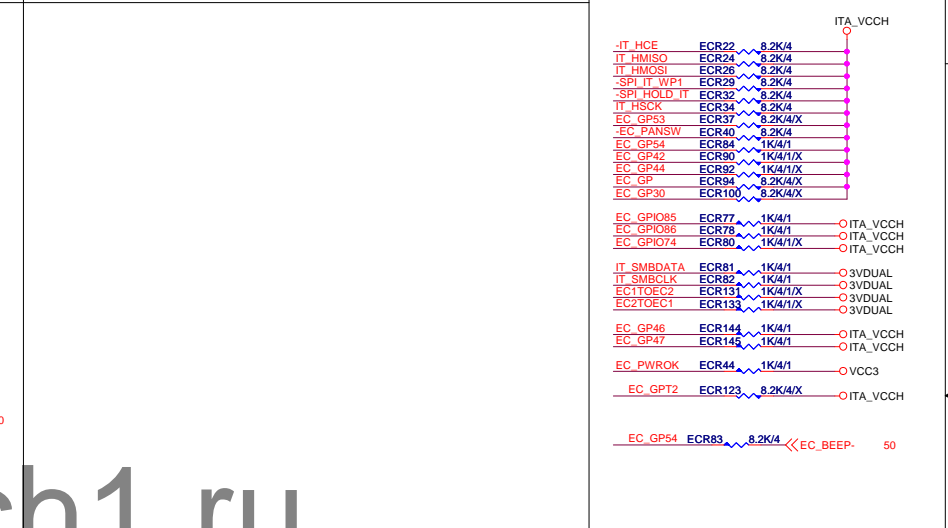 ITA_VCCH
-IT_HCE ECR22 8.2K/4
IT_HMISO ECR24 8.2K/4
IT_HMOSI ECR26 8.2K/4
-SPI_IT_WP1 ECR29 8.2K/4
-SPI_HOLD_IT ECR32 8.2K/4
IT_HSCK ECR34 8.2K/4
EC_GP53 ECR37 8.2K/4/X
-EC_PANSW ECR40 8.2K/4
EC_GP54 ECR84 1K/4/1
EC_GP42 ECR90 1K/4/1/X
EC_GP44 ECR92 1K/4/1/X
EC_GP ECR94 8.2K/4/X
EC_GP30 ECR100 8.2K/4/X
EC_GPIO85 ECR77 1K/4/1 ITA_VCCH
EC_GPIO86 ECR78 1K/4/1 ITA_VCCH
EC_GPIO74 ECR80 1K/4/1/X ITA_VCCH
IT_SMBDATA ECR81 1K/4/1 3VDUAL
IT_SMBCLK ECR82 1K/4/1 3VDUAL
EC1TOEC2 ECR131 1K/4/1/X 3VDUAL
EC2TOEC1 ECR133 1K/4/1/X 3VDUAL
EC_GP46 ECR144 1K/4/1 ITA_VCCH
EC_GP47 ECR145 1K/4/1 ITA_VCCH
EC_PWROK ECR44 1K/4/1 VCC3
EC_GPT2 ECR123 8.2K/4/X ITA_VCCH
EC_GP54 ECR83 8.2K/4 EC_BEEP- 50
0
ch1.ru